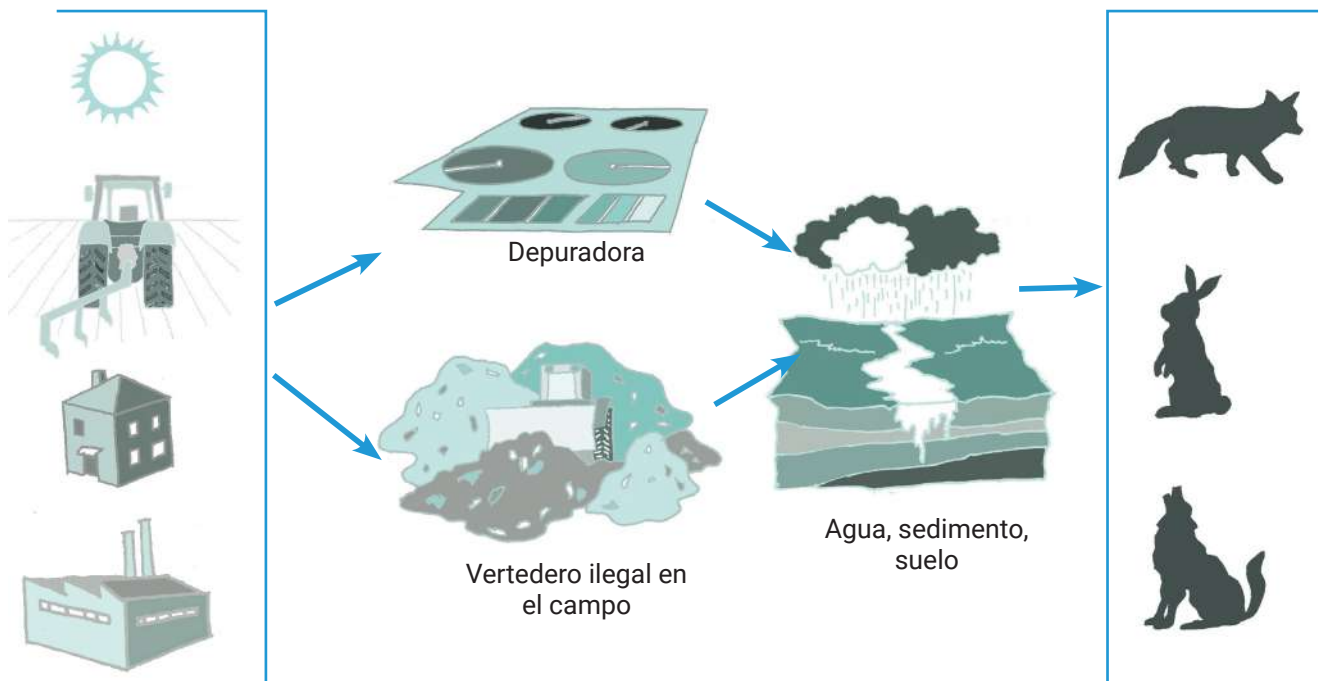 Depuradora
Vertedero ilegal en
el campo
Agua, sedimento,
suelo